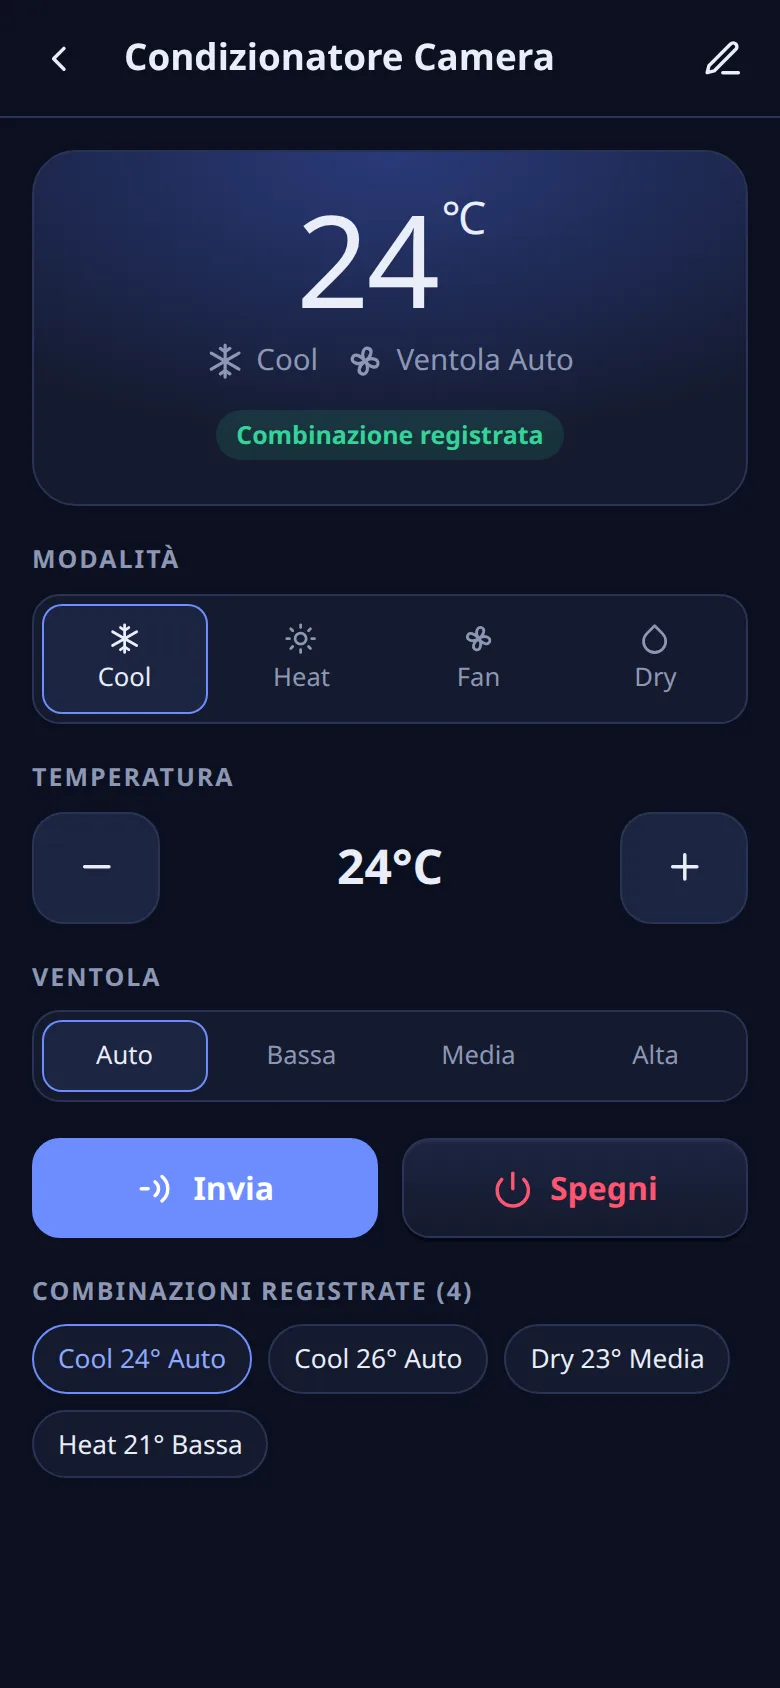 Condizionatore Camera
24°C
Cool Ventola Auto
Combinazione registrata
MODALITÀ
Cool Heat Fan Dry
TEMPERATURA
− 24°C +
VENTOLA
Auto Bassa Media Alta
Invia Spegni
COMBINAZIONI REGISTRATE (4)
Cool 24° Auto Cool 26° Auto Dry 23° Media
Heat 21° Bassa